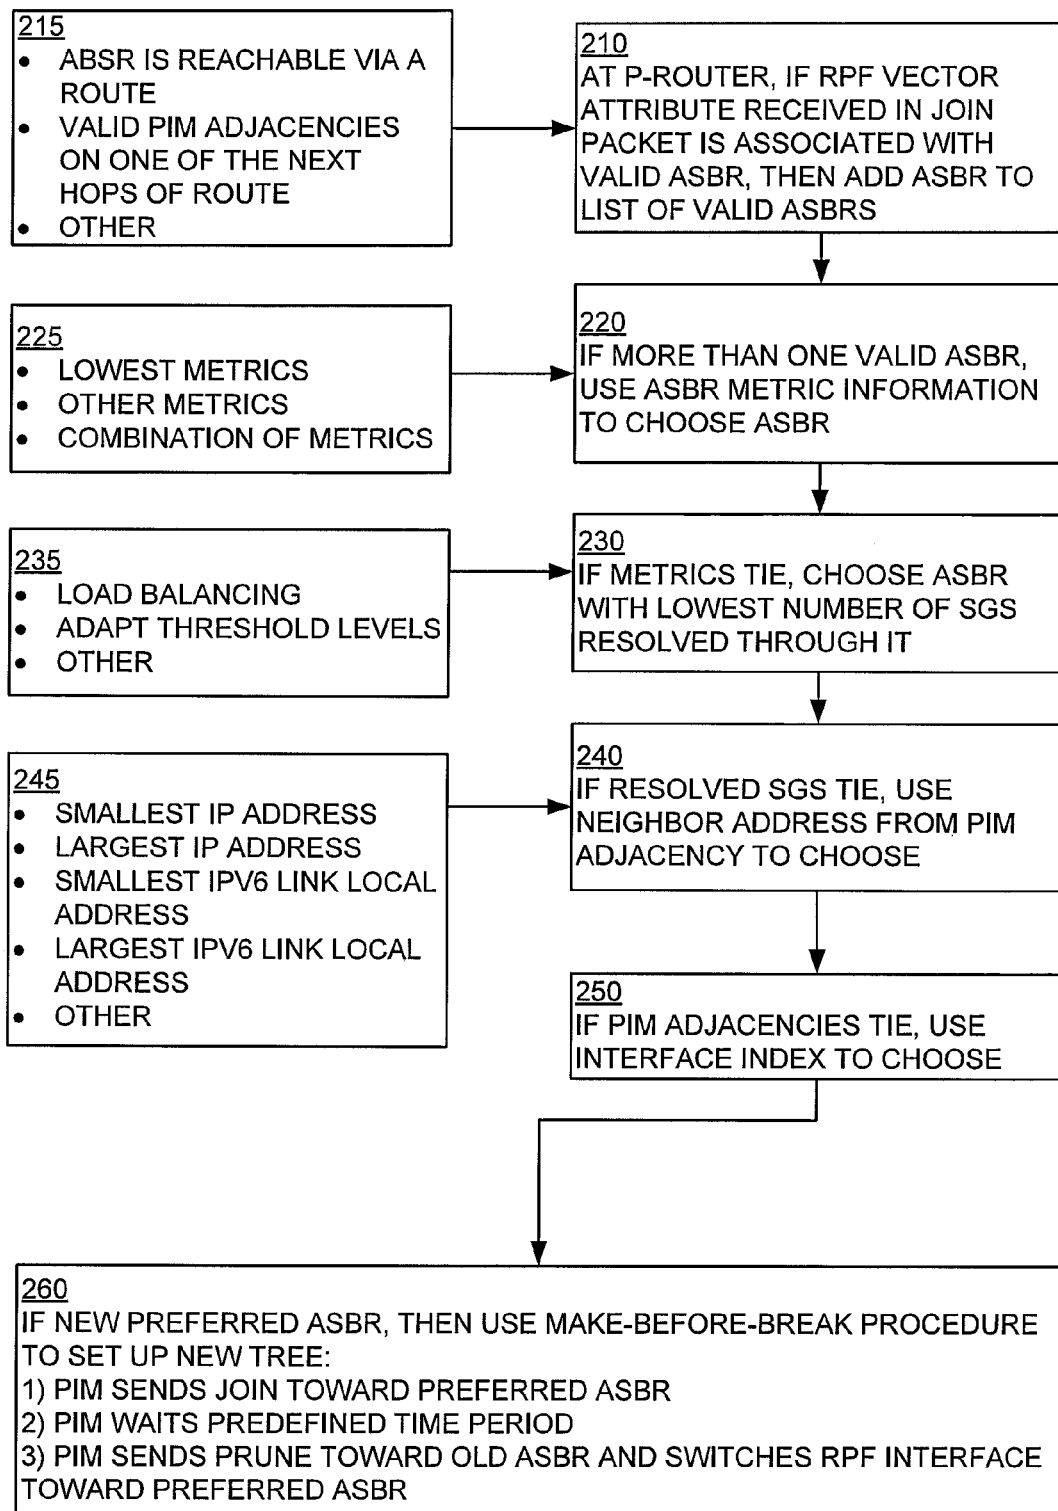 215
• ABSR IS REACHABLE VIA A
ROUTE
• VALID PIM ADJACENCIES
ON ONE OF THE NEXT
HOPS OF ROUTE
• OTHER
210
AT P-ROUTER, IF RPF VECTOR
ATTRIBUTE RECEIVED IN JOIN
PACKET IS ASSOCIATED WITH
VALID ASBR, THEN ADD ASBR TO
LIST OF VALID ASBRS
225
• LOWEST METRICS
• OTHER METRICS
• COMBINATION OF METRICS
220
IF MORE THAN ONE VALID ASBR,
USE ASBR METRIC INFORMATION
TO CHOOSE ASBR
235
• LOAD BALANCING
• ADAPT THRESHOLD LEVELS
• OTHER
230
IF METRICS TIE, CHOOSE ASBR
WITH LOWEST NUMBER OF SGS
RESOLVED THROUGH IT
245
• SMALLEST IP ADDRESS
• LARGEST IP ADDRESS
• SMALLEST IPV6 LINK LOCAL
ADDRESS
• LARGEST IPV6 LINK LOCAL
ADDRESS
• OTHER
240
IF RESOLVED SGS TIE, USE
NEIGHBOR ADDRESS FROM PIM
ADJACENCY TO CHOOSE
250
IF PIM ADJACENCIES TIE, USE
INTERFACE INDEX TO CHOOSE
260
IF NEW PREFERRED ASBR, THEN USE MAKE-BEFORE-BREAK PROCEDURE
TO SET UP NEW TREE:
1) PIM SENDS JOIN TOWARD PREFERRED ASBR
2) PIM WAITS PREDEFINED TIME PERIOD
3) PIM SENDS PRUNE TOWARD OLD ASBR AND SWITCHES RPF INTERFACE
TOWARD PREFERRED ASBR